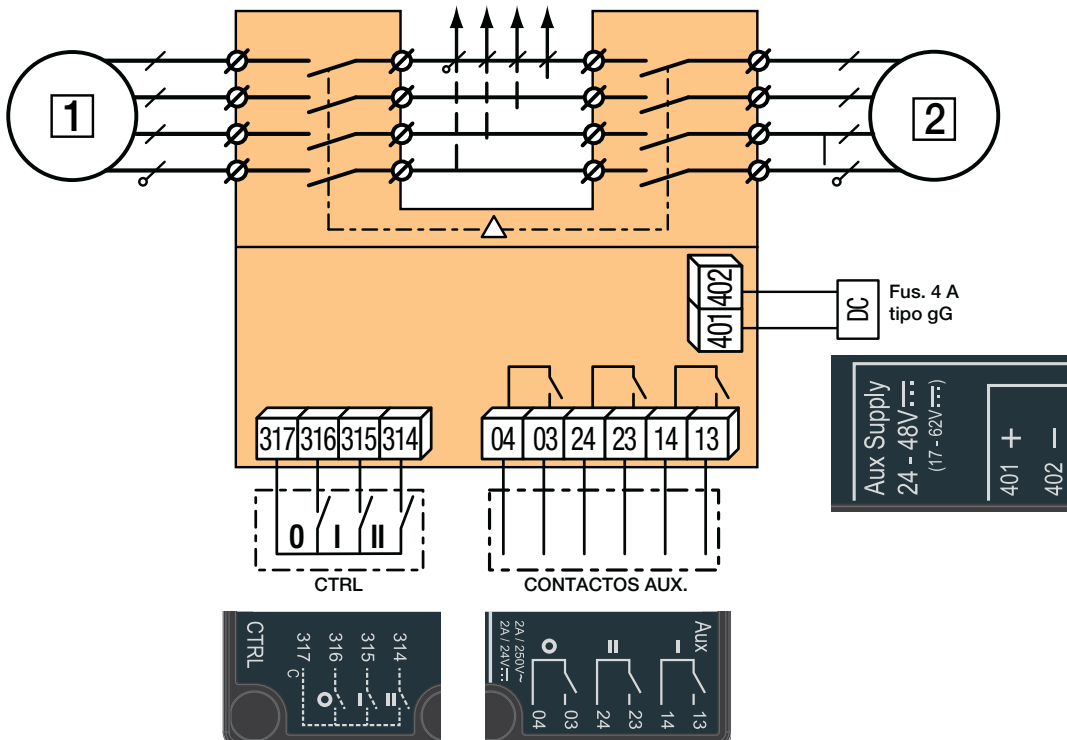 1
2
402
401
DC
Fus. 4 A
tipo gG
Aux Supply
24 - 48V
(17 - 62V )
401 +
402 −
317 316 315 314
04 03 24 23 14 13
0 I II
CTRL
CONTACTOS AUX.
CTRL
317
316
315
314
C
O
I
II
Aux
I
II
O
2A / 250V~
2A / 24V
04
03
24
23
14
13